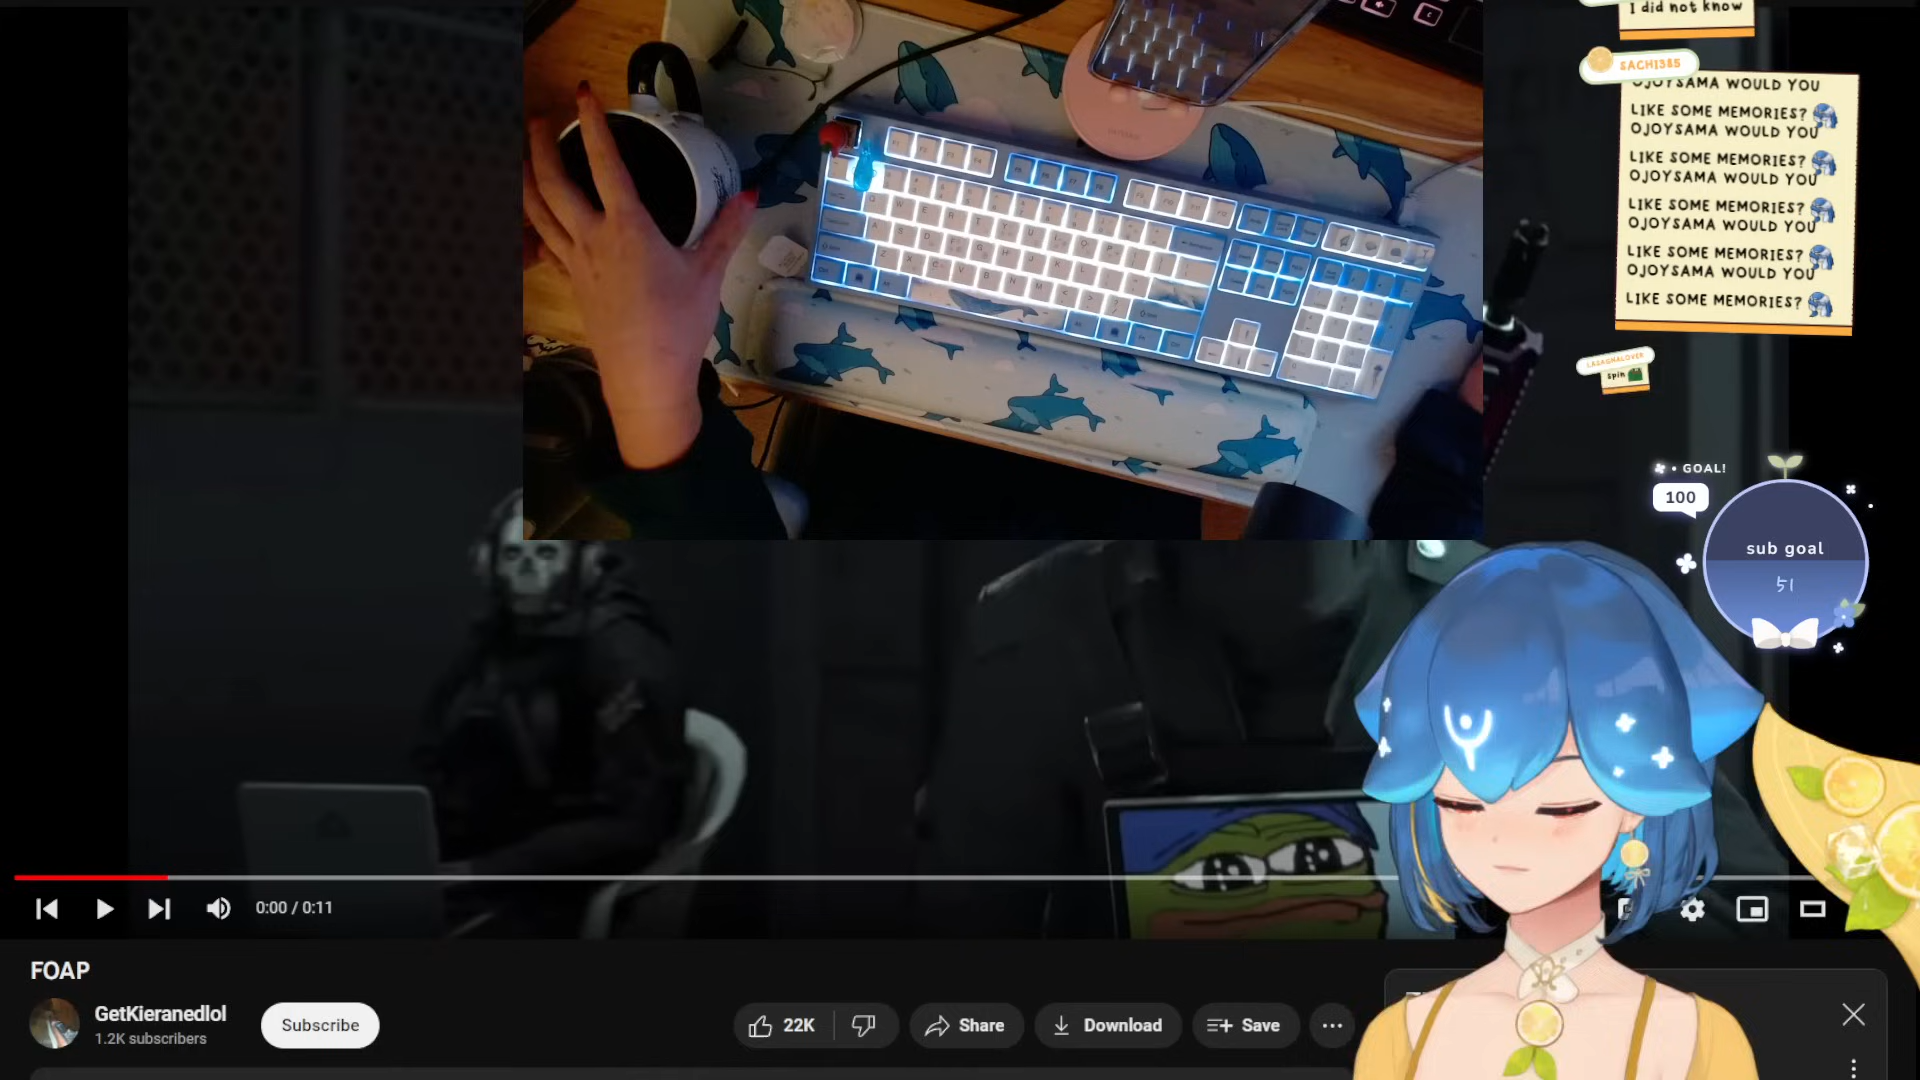 I did not know
SACHI385
OJOYSAMA WOULD YOU
LIKE SOME MEMORIES?
OJOYSAMA WOULD YOU
LIKE SOME MEMORIES?
OJOYSAMA WOULD YOU
LIKE SOME MEMORIES?
OJOYSAMA WOULD YOU
LIKE SOME MEMORIES?
OJOYSAMA WOULD YOU
LIKE SOME MEMORIES?
LASAGNALOVER
spin
• GOAL!
100
sub goal
51
0:00 / 0:11
FOAP
GetKieranedlol
1.2K subscribers
Subscribe
22K
Share
Download
Save